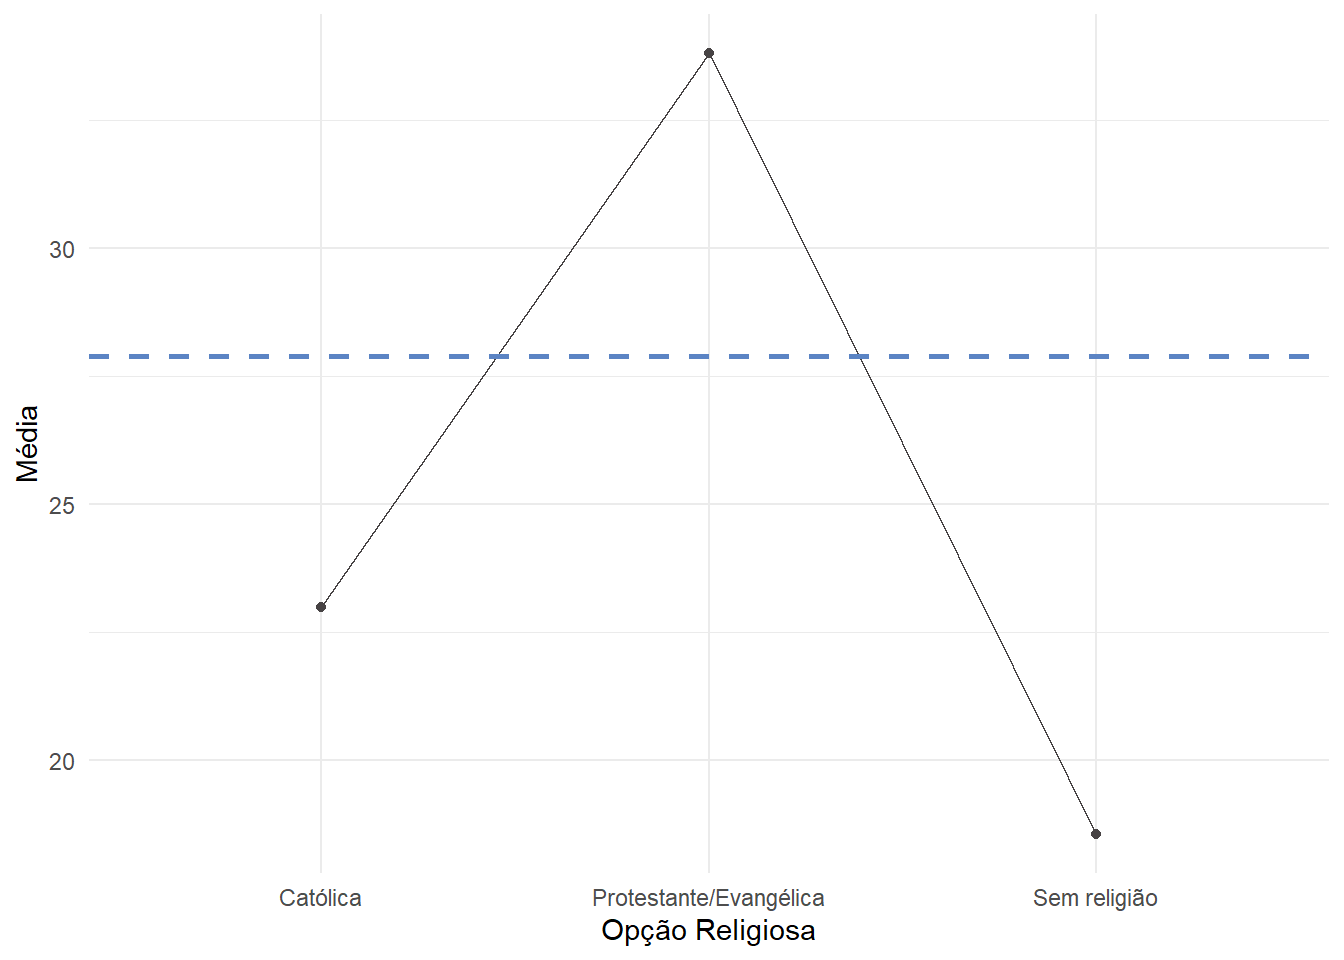 Média
30
25
20
Católica
Protestante/Evangélica
Sem religião
Opção Religiosa